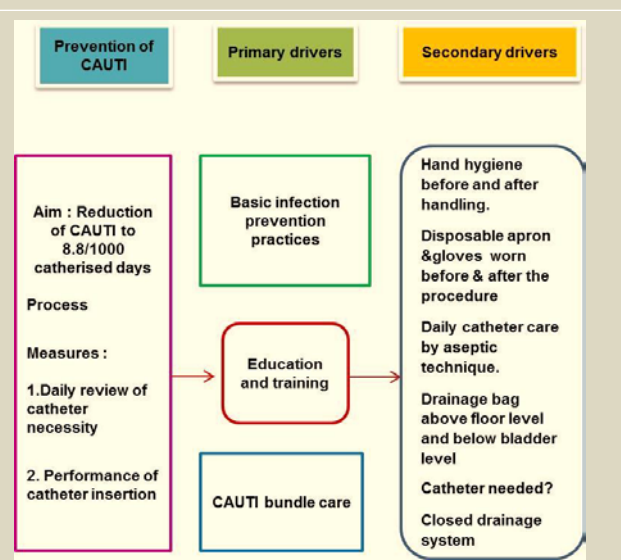 Prevention of
CAUTI
Primary drivers
Secondary drivers
Aim : Reduction
of CAUTI to
8.8/1000
catherised days
Process
Measures :
1.Daily review of
catheter
necessity
2. Performance of
catheter insertion
Basic infection
prevention
practices
Education
and training
CAUTI bundle care
Hand hygiene
before and after
handling.
Disposable apron
&gloves worn
before & after the
procedure
Daily catheter care
by aseptic
technique.
Drainage bag
above floor level
and below bladder
level
Catheter needed?
Closed drainage
system